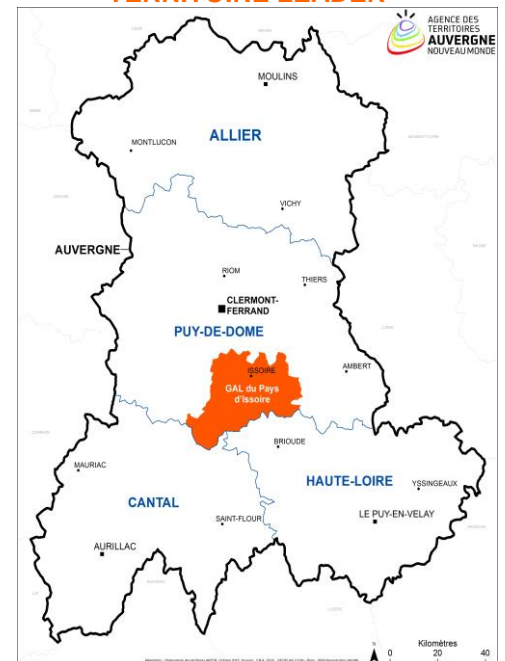 TERRITOIRE LEADER
AGENCE DES
TERRITOIRES
AUVERGNE
NOUVEAU MONDE
MOULINS
ALLIER
MONTLUCON
VICHY
AUVERGNE
RIOM
THIERS
CLERMONT-
FERRAND
PUY-DE-DOME
ISSOIRE
AMBERT
GAL du Pays
d'Issoire
BRIOUDE
MAURIAC
HAUTE-LOIRE
YSSINGEAUX
CANTAL
SAINT-FLOUR
LE PUY-EN-VELAY
AURILLAC
Kilomètres
0 20 40